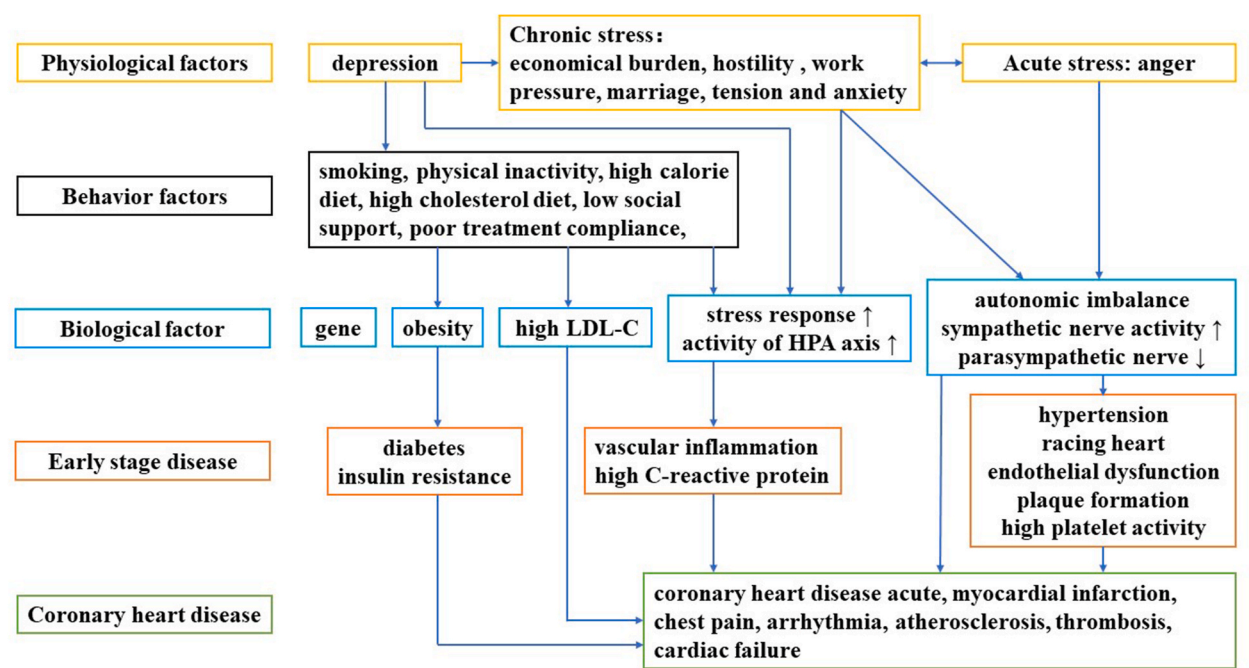 Physiological factors
depression
Chronic stress：
economical burden, hostility , work
pressure, marriage, tension and anxiety
Acute stress: anger
Behavior factors
smoking, physical inactivity, high calorie
diet, high cholesterol diet, low social
support, poor treatment compliance,
Biological factor
gene
obesity
high LDL-C
stress response ↑
activity of HPA axis ↑
autonomic imbalance
sympathetic nerve activity ↑
parasympathetic nerve ↓
Early stage disease
diabetes
insulin resistance
vascular inflammation
high C-reactive protein
hypertension
racing heart
endothelial dysfunction
plaque formation
high platelet activity
Coronary heart disease
coronary heart disease acute, myocardial infarction,
chest pain, arrhythmia, atherosclerosis, thrombosis,
cardiac failure